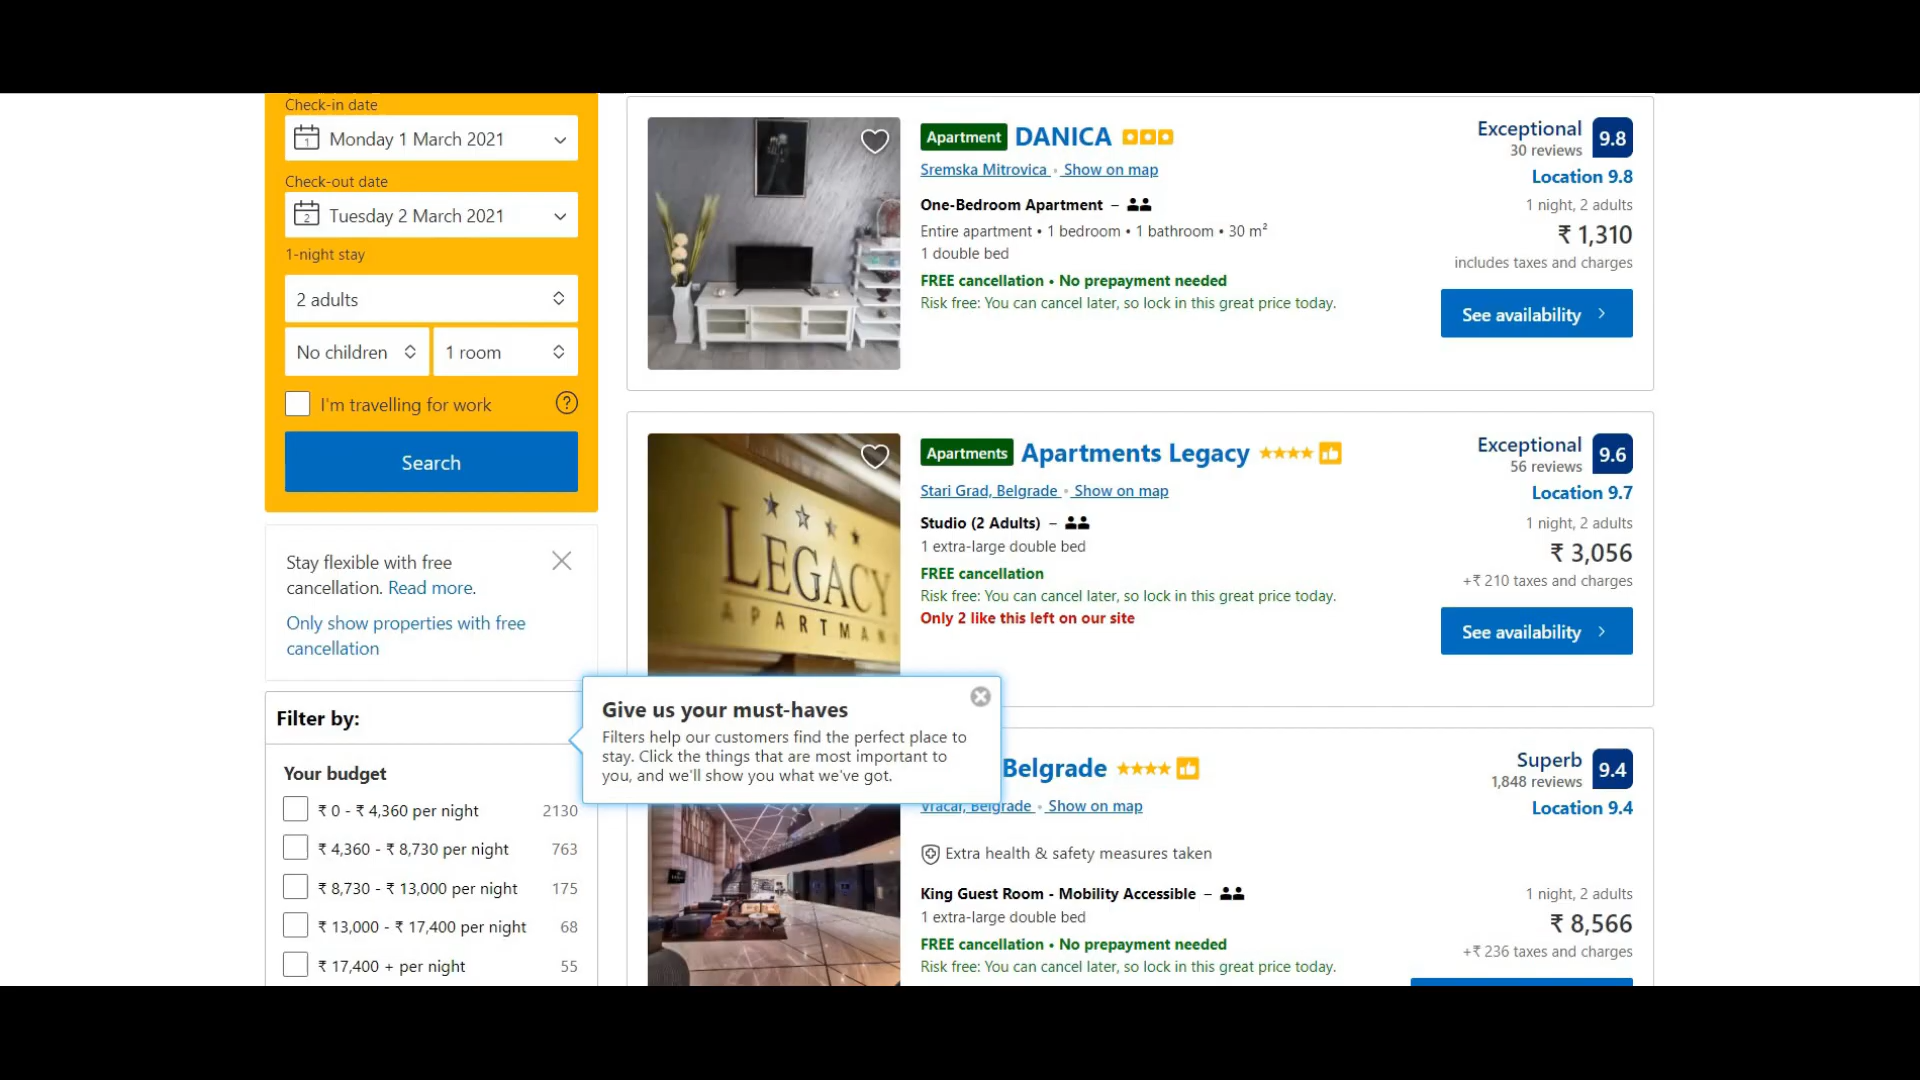 Check-in date
Monday 1 March 2021
Check-out date
Tuesday 2 March 2021
1-night stay
2 adults
No children
1 room
I'm travelling for work
Search
Stay flexible with free
cancellation. Read more.
Only show properties with free
cancellation
Filter by:
Your budget
₹ 0 - ₹ 4,360 per night 2130
₹ 4,360 - ₹ 8,730 per night 763
₹ 8,730 - ₹ 13,000 per night 175
₹ 13,000 - ₹ 17,400 per night 68
₹ 17,400 + per night 55
Give us your must-haves
Filters help our customers find the perfect place to
stay. Click the things that are most important to
you, and we'll show you what we've got.
Apartment DANICA
Sremska Mitrovica • Show on map
One-Bedroom Apartment –
Entire apartment • 1 bedroom • 1 bathroom • 30 m²
1 double bed
FREE cancellation • No prepayment needed
Risk free: You can cancel later, so lock in this great price today.
Exceptional 9.8
30 reviews
Location 9.8
1 night, 2 adults
₹ 1,310
includes taxes and charges
See availability
LEGACY
APARTMAN
Apartments Apartments Legacy
Stari Grad, Belgrade • Show on map
Studio (2 Adults) –
1 extra-large double bed
FREE cancellation
Risk free: You can cancel later, so lock in this great price today.
Only 2 like this left on our site
Exceptional 9.6
56 reviews
Location 9.7
1 night, 2 adults
₹ 3,056
+₹ 210 taxes and charges
See availability
Belgrade
Vracar, Belgrade • Show on map
Extra health & safety measures taken
King Guest Room - Mobility Accessible –
1 extra-large double bed
FREE cancellation • No prepayment needed
Risk free: You can cancel later, so lock in this great price today.
Superb 9.4
1,848 reviews
Location 9.4
1 night, 2 adults
₹ 8,566
+₹ 236 taxes and charges